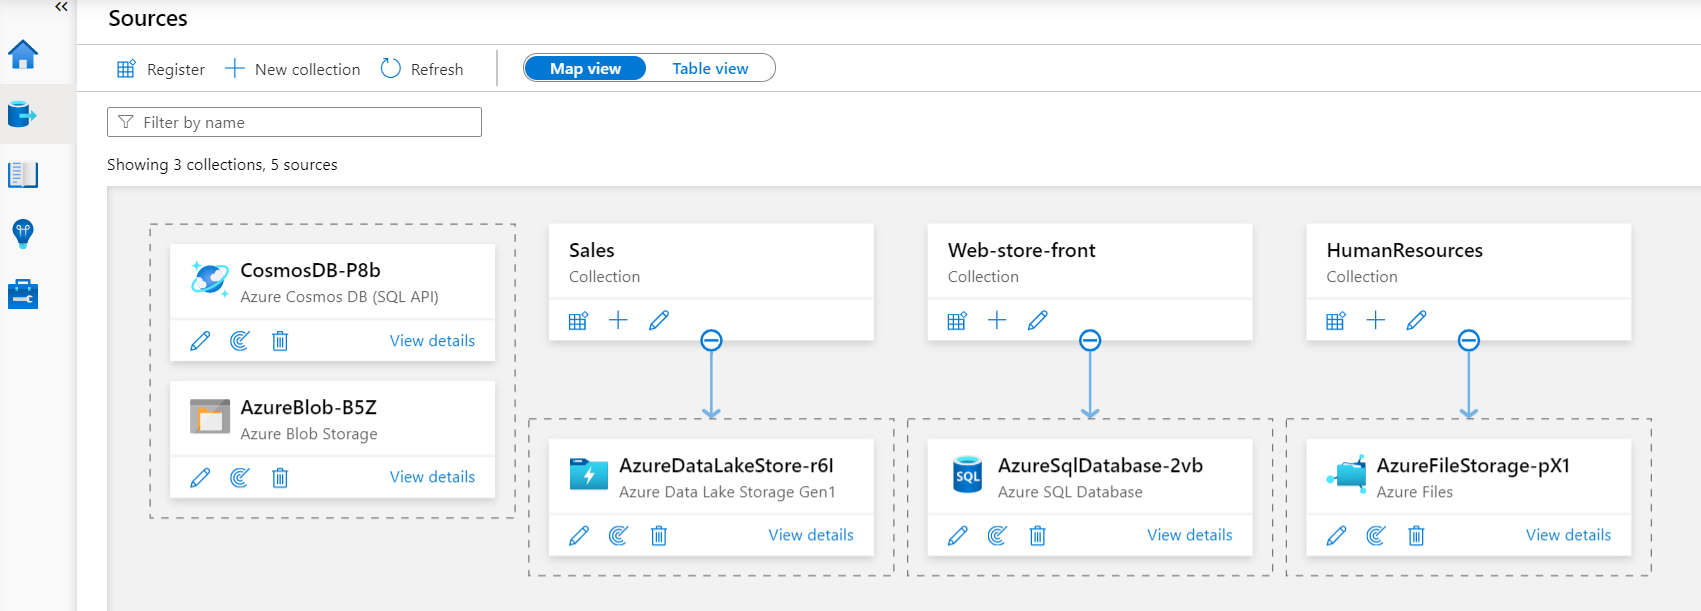 Sources
Register New collection Refresh Map view Table view
Filter by name
Showing 3 collections, 5 sources
CosmosDB-P8b
Azure Cosmos DB (SQL API)
View details
AzureBlob-B5Z
Azure Blob Storage
View details
Sales
Collection
AzureDataLakeStore-r6I
Azure Data Lake Storage Gen1
View details
Web-store-front
Collection
SQL
AzureSqlDatabase-2vb
Azure SQL Database
View details
HumanResources
Collection
AzureFileStorage-pX1
Azure Files
View details